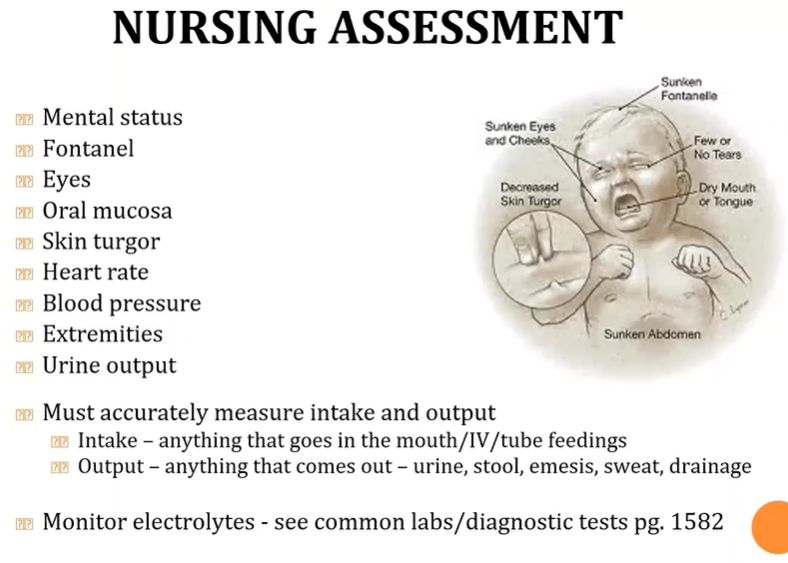 NURSING ASSESSMENT
Mental status
Fontanel
Eyes
Oral mucosa
Skin turgor
Heart rate
Blood pressure
Extremities
Urine output
Must accurately measure intake and output
Intake – anything that goes in the mouth/IV/tube feedings
Output – anything that comes out – urine, stool, emesis, sweat, drainage
Monitor electrolytes - see common labs/diagnostic tests pg. 1582
Sunken
Fontanelle
Sunken Eyes
and Cheeks
Few or
No Tears
Decreased
Skin Turgor
Dry Mouth
or Tongue
Sunken Abdomen